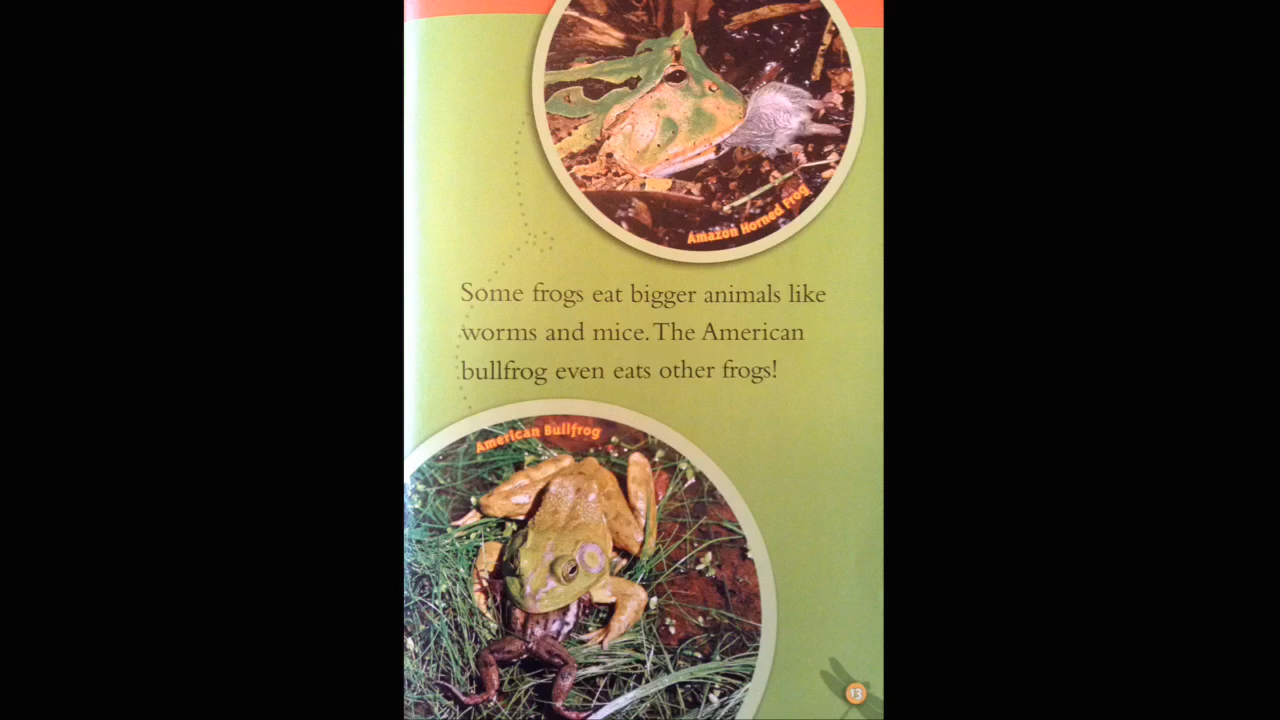 Amazon Horned Frog
Some frogs eat bigger animals like
worms and mice. The American
bullfrog even eats other frogs!
American Bullfrog
13